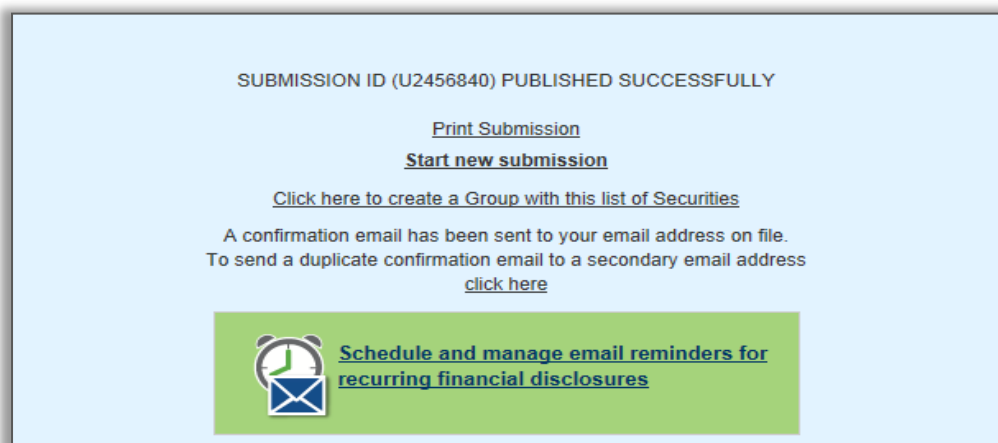 SUBMISSION ID (U2456840) PUBLISHED SUCCESSFULLY
Print Submission
Start new submission
Click here to create a Group with this list of Securities
A confirmation email has been sent to your email address on file.
To send a duplicate confirmation email to a secondary email address
click here
Schedule and manage email reminders for
recurring financial disclosures